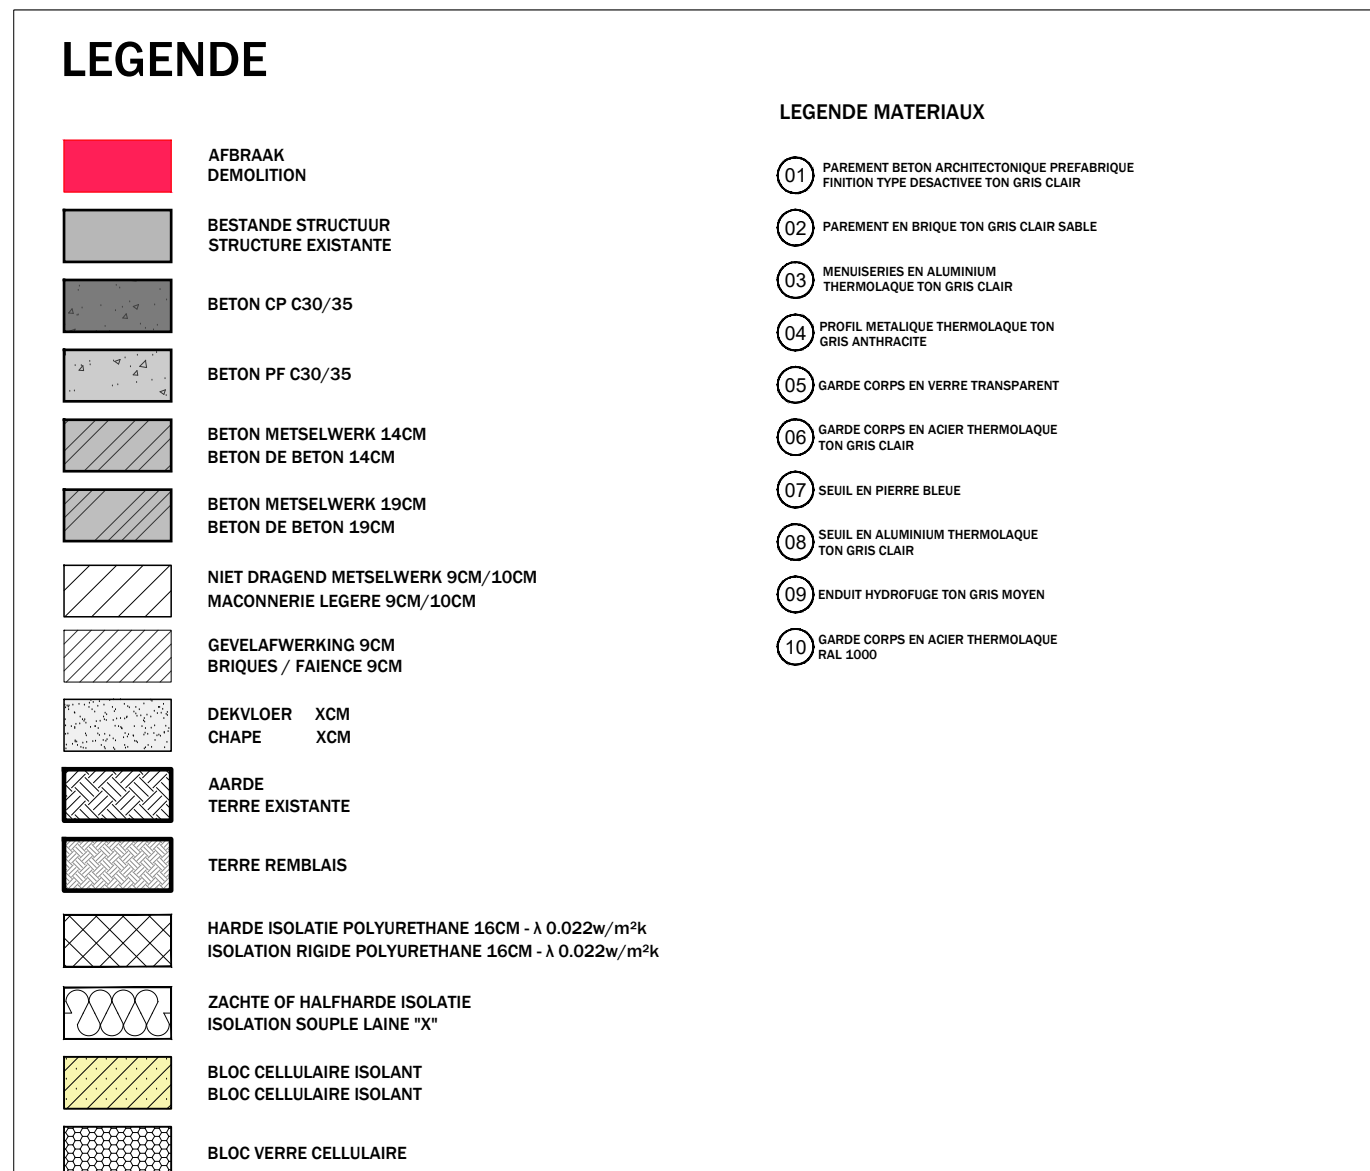 LEGENDE
AFBRAAK
DEMOLITION
BESTANDE STRUCTUUR
STRUCTURE EXISTANTE
BETON CP C30/35
BETON PF C30/35
BETON METSELWERK 14CM
BETON DE BETON 14CM
BETON METSELWERK 19CM
BETON DE BETON 19CM
NIET DRAGEND METSELWERK 9CM/10CM
MACONNERIE LEGERE 9CM/10CM
GEVELAFWERKING 9CM
BRIQUES / FAIENCE 9CM
DEKVLOER XCM
CHAPE XCM
AARDE
TERRE EXISTANTE
TERRE REMBLAIS
HARDE ISOLATIE POLYURETHANE 16CM - λ 0.022w/m²k
ISOLATION RIGIDE POLYURETHANE 16CM - λ 0.022w/m²k
ZACHTE OF HALFHARDE ISOLATIE
ISOLATION SOUPLE LAINE "X"
BLOC CELLULAIRE ISOLANT
BLOC CELLULAIRE ISOLANT
BLOC VERRE CELLULAIRE
LEGENDE MATERIAUX
01 PAREMENT BETON ARCHITECTONIQUE PREFABRIQUE
FINITION TYPE DESACTIVEE TON GRIS CLAIR
02 PAREMENT EN BRIQUE TON GRIS CLAIR SABLE
03 MENUISERIES EN ALUMINIUM
THERMOLAQUE TON GRIS CLAIR
04 PROFIL METALIQUE THERMOLAQUE TON
GRIS ANTHRACITE
05 GARDE CORPS EN VERRE TRANSPARENT
06 GARDE CORPS EN ACIER THERMOLAQUE
TON GRIS CLAIR
07 SEUIL EN PIERRE BLEUE
08 SEUIL EN ALUMINIUM THERMOLAQUE
TON GRIS CLAIR
09 ENDUIT HYDROFUGE TON GRIS MOYEN
10 GARDE CORPS EN ACIER THERMOLAQUE
RAL 1000